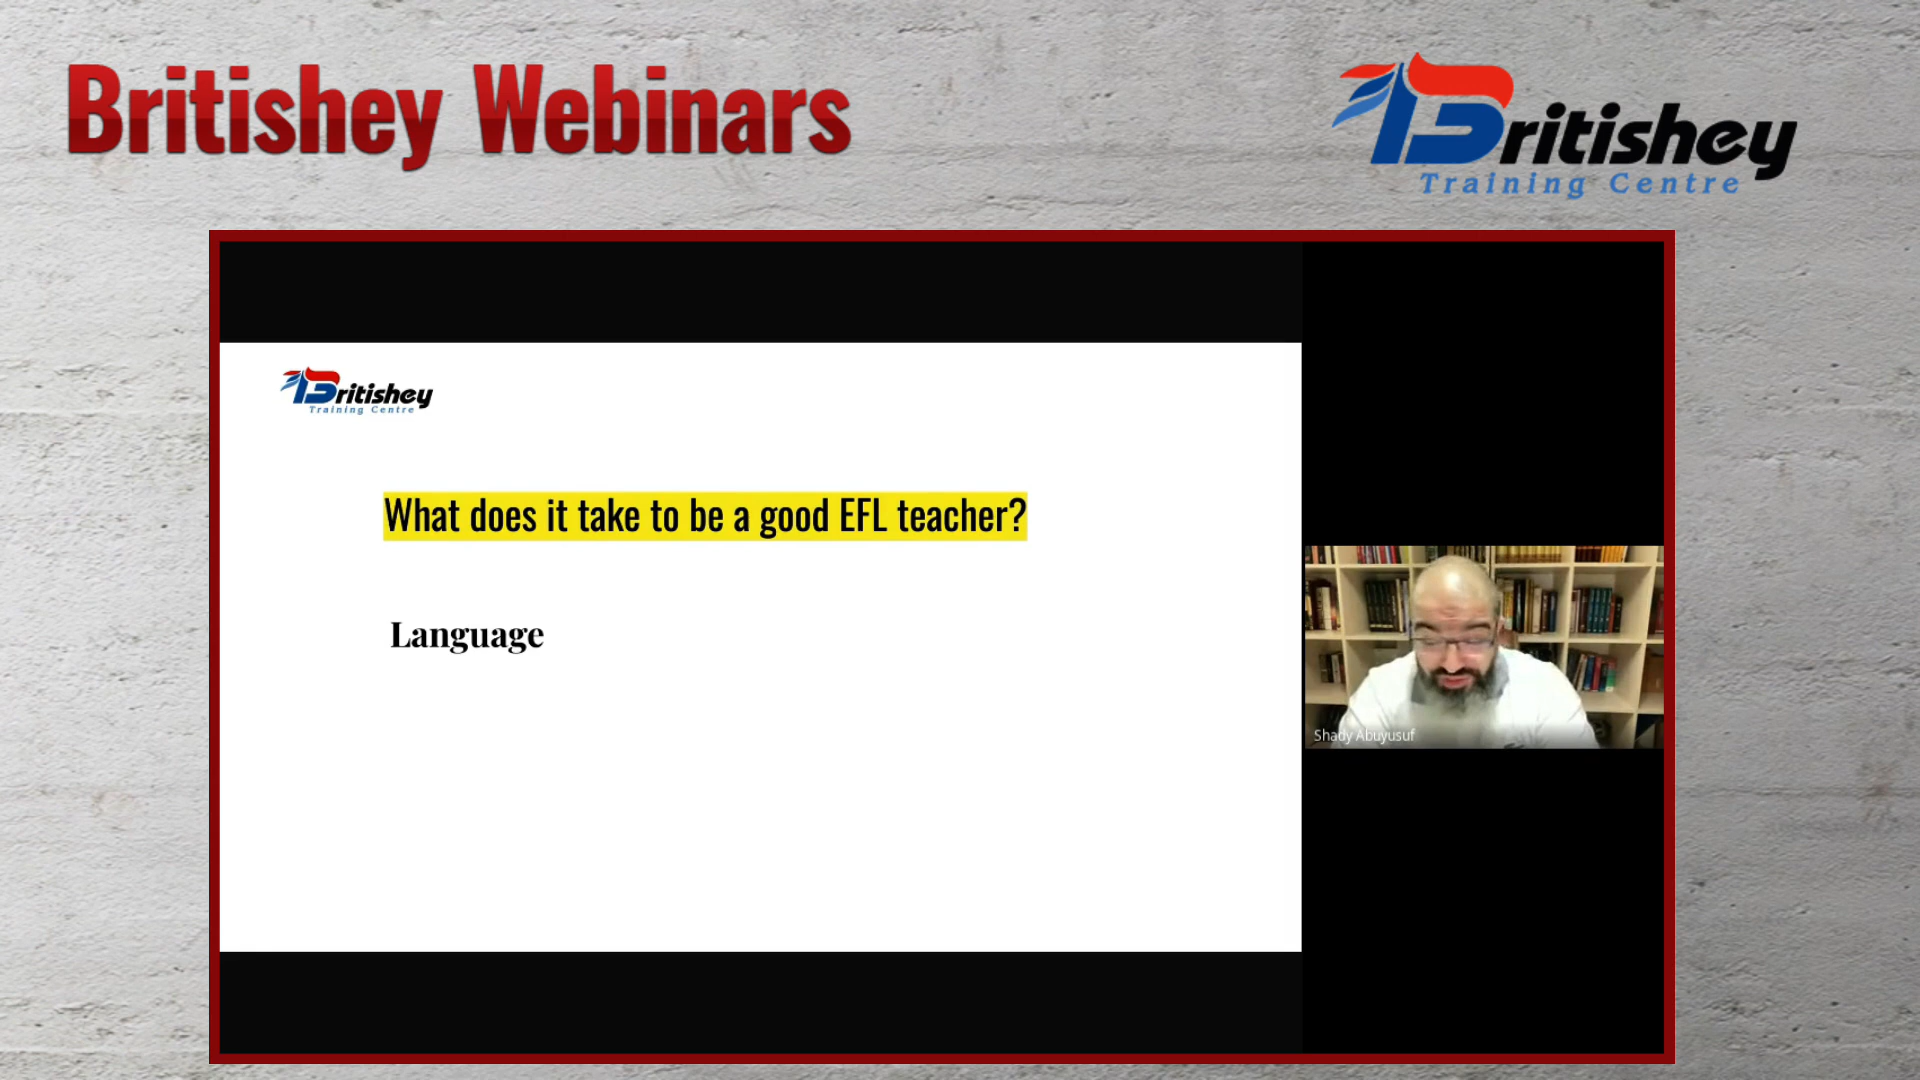 Britishey Webinars
Britishey
Training Centre
Britishey
Training Centre
What does it take to be a good EFL teacher?
Language
Shady Abuyusuf